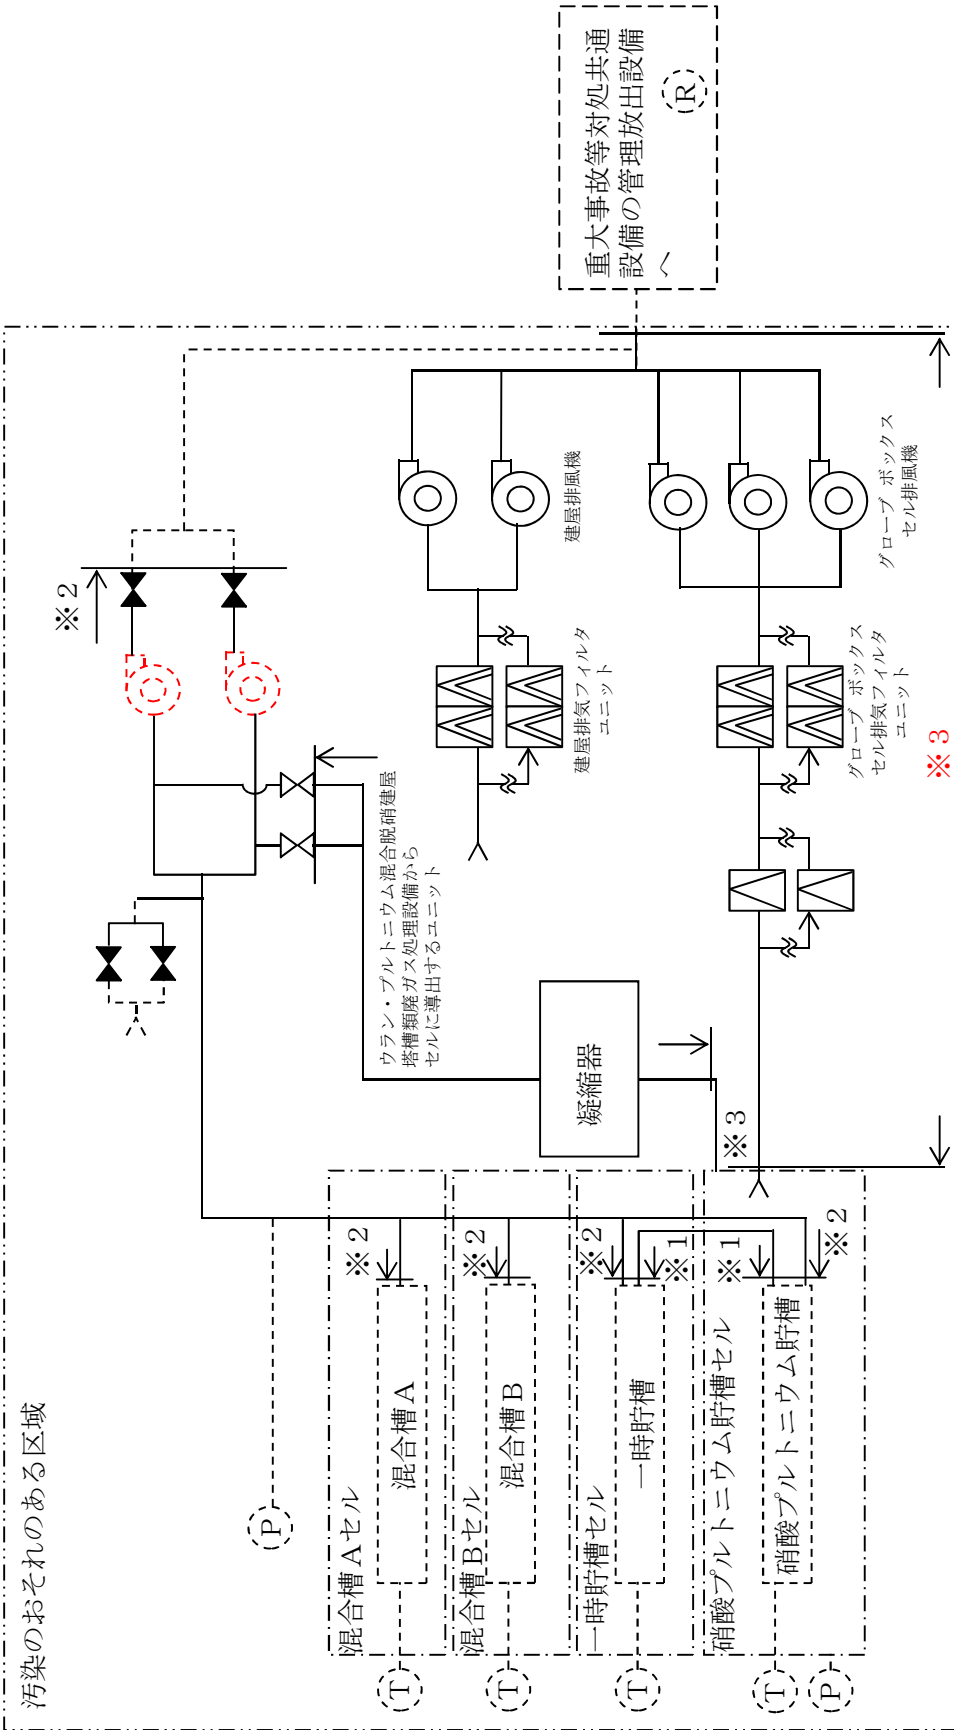 汚染のおそれのある区域
混合槽Aセル
混合槽A
※2
混合槽Bセル
混合槽B
※2
一時貯槽セル
一時貯槽
※2
※1
硝酸プルトニウム貯槽セル
硝酸プルトニウム貯槽
※1
※2
T
T
T
T
P
P
※3
凝縮器
ウラン・プルトニウム混合脱硝建屋
塔槽類廃ガス処理設備から
セルに導出するユニット
※2
建屋排気フィルタ
ユニット
建屋排風機
グローブ ボックス
セル排気フィルタ
ユニット
グローブ ボックス
セル排風機
※3
重大事故等対処共通
設備の管理放出設備
へ
R